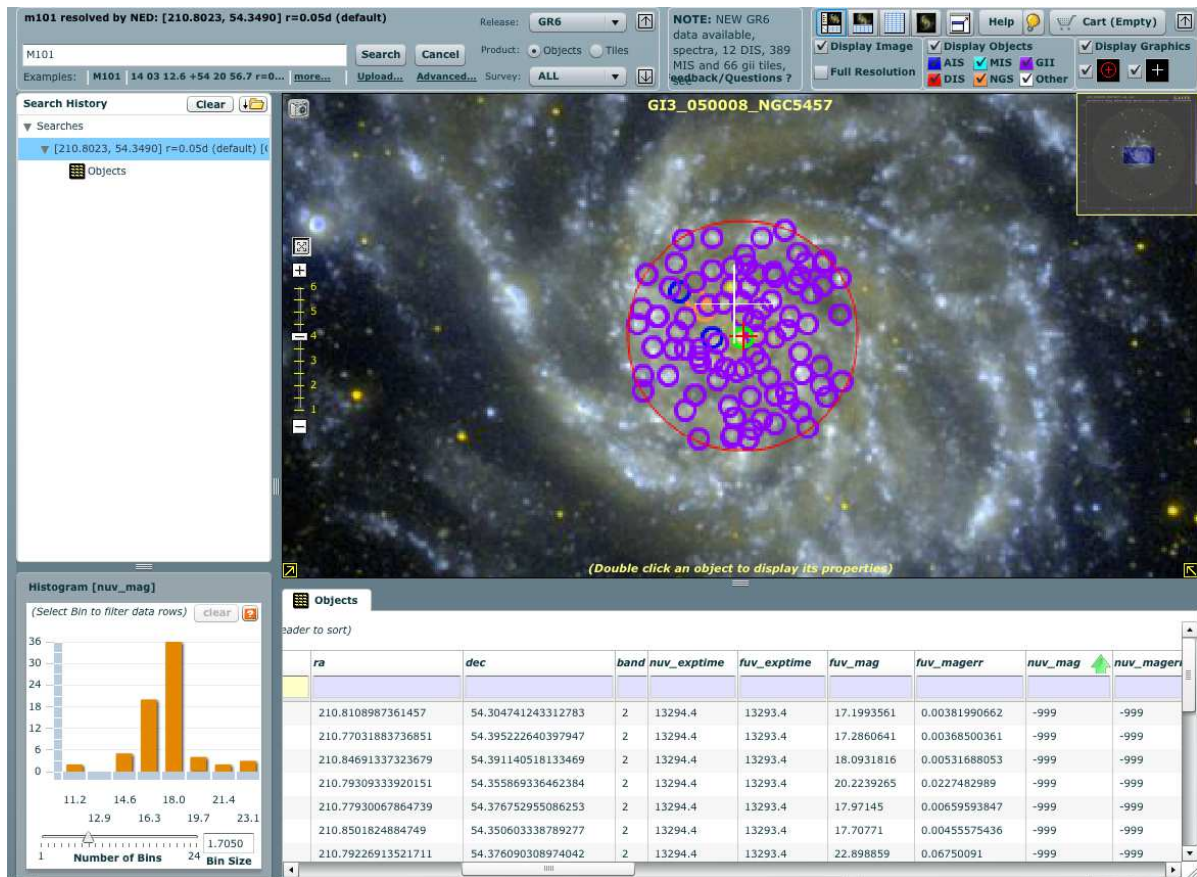 m101 resolved by NED: [210.8023, 54.3490] r=0.05d (default)
M101
Search Cancel
Examples: M101 14 03 12.6 +54 20 56.7 r=0... more... Upload... Advanced...
Release: GR6
Product: Objects Tiles
Survey: ALL
NOTE: NEW GR6
data available,
spectra, 12 DIS, 389
MIS and 66 gii tiles,
Feedback/Questions ?
Help Cart (Empty)
Display Image Display Objects Display Graphics
Full Resolution
AIS MIS GII
DIS NGS Other
Search History Clear
Searches
[210.8023, 54.3490] r=0.05d (default) [
Objects
GI3_050008_NGC5457
6
5
4
3
2
1
(Double click an object to display its properties)
Histogram [nuv_mag]
(Select Bin to filter data rows) clear
36
30
24
18
12
6
0
11.2 14.6 18.0 21.4
12.9 16.3 19.7 23.1
1 24 1.7050
Number of Bins Bin Size
Objects
eader to sort)
ra dec band nuv_exptime fuv_exptime fuv_mag fuv_magerr nuv_mag nuv_magerr
210.8108987361457 54.304741243312783 2 13294.4 13293.4 17.1993561 0.00381990662 -999 -999
210.77031883736851 54.395222640397947 2 13294.4 13293.4 17.2860641 0.00368500361 -999 -999
210.84691337323679 54.391140518133469 2 13294.4 13293.4 18.0931816 0.00531688053 -999 -999
210.79309333920151 54.355869336462384 2 13294.4 13293.4 20.2239265 0.0227482989 -999 -999
210.77930067864739 54.376752955086253 2 13294.4 13293.4 17.97145 0.00659593847 -999 -999
210.8501824884749 54.350603338789277 2 13294.4 13293.4 17.70771 0.00455575436 -999 -999
210.79226913521711 54.376090308974042 2 13294.4 13293.4 22.898859 0.06750091 -999 -999